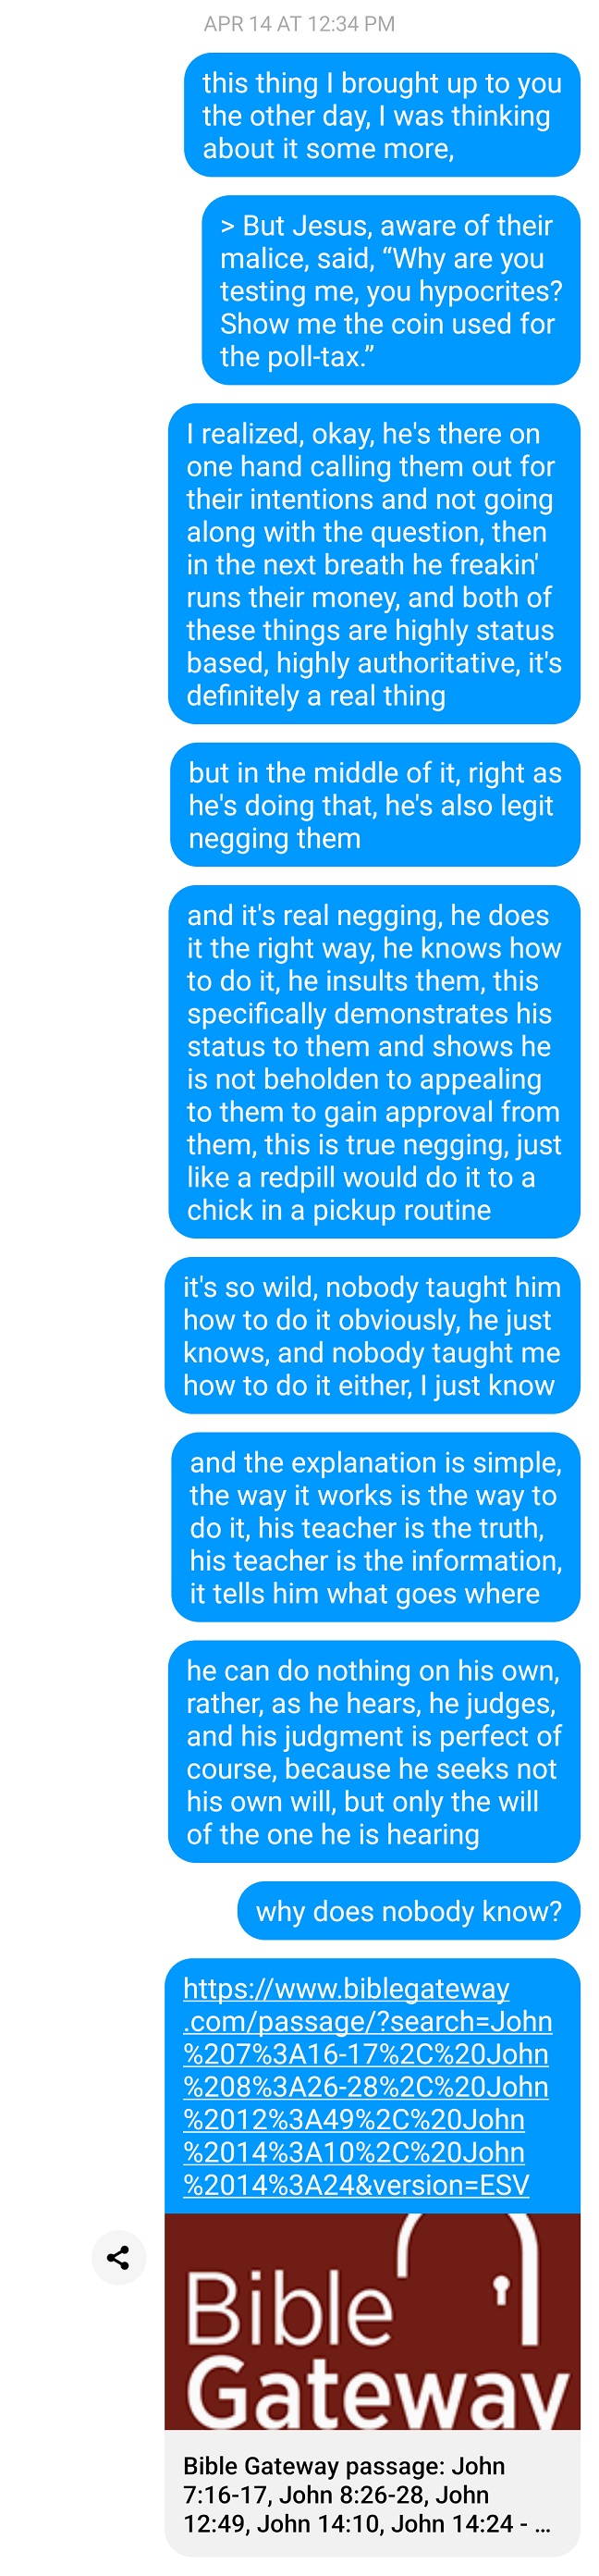 APR 14 AT 12:34 PM
this thing I brought up to you
the other day, I was thinking
about it some more,
> But Jesus, aware of their
malice, said, “Why are you
testing me, you hypocrites?
Show me the coin used for
the poll-tax.”
I realized, okay, he's there on
one hand calling them out for
their intentions and not going
along with the question, then
in the next breath he freakin'
runs their money, and both of
these things are highly status
based, highly authoritative, it's
definitely a real thing
but in the middle of it, right as
he's doing that, he's also legit
negging them
and it's real negging, he does
it the right way, he knows how
to do it, he insults them, this
specifically demonstrates his
status to them and shows he
is not beholden to appealing
to them to gain approval from
them, this is true negging, just
like a redpill would do it to a
chick in a pickup routine
it's so wild, nobody taught him
how to do it obviously, he just
knows, and nobody taught me
how to do it either, I just know
and the explanation is simple,
the way it works is the way to
do it, his teacher is the truth,
his teacher is the information,
it tells him what goes where
he can do nothing on his own,
rather, as he hears, he judges,
and his judgment is perfect of
course, because he seeks not
his own will, but only the will
of the one he is hearing
why does nobody know?
https://www.biblegateway
.com/passage/?search=John
%207%3A16-17%2C%20John
%208%3A26-28%2C%20John
%2012%3A49%2C%20John
%2014%3A10%2C%20John
%2014%3A24&version=ESV
Bible
Gateway
Bible Gateway passage: John
7:16-17, John 8:26-28, John
12:49, John 14:10, John 14:24 - ...